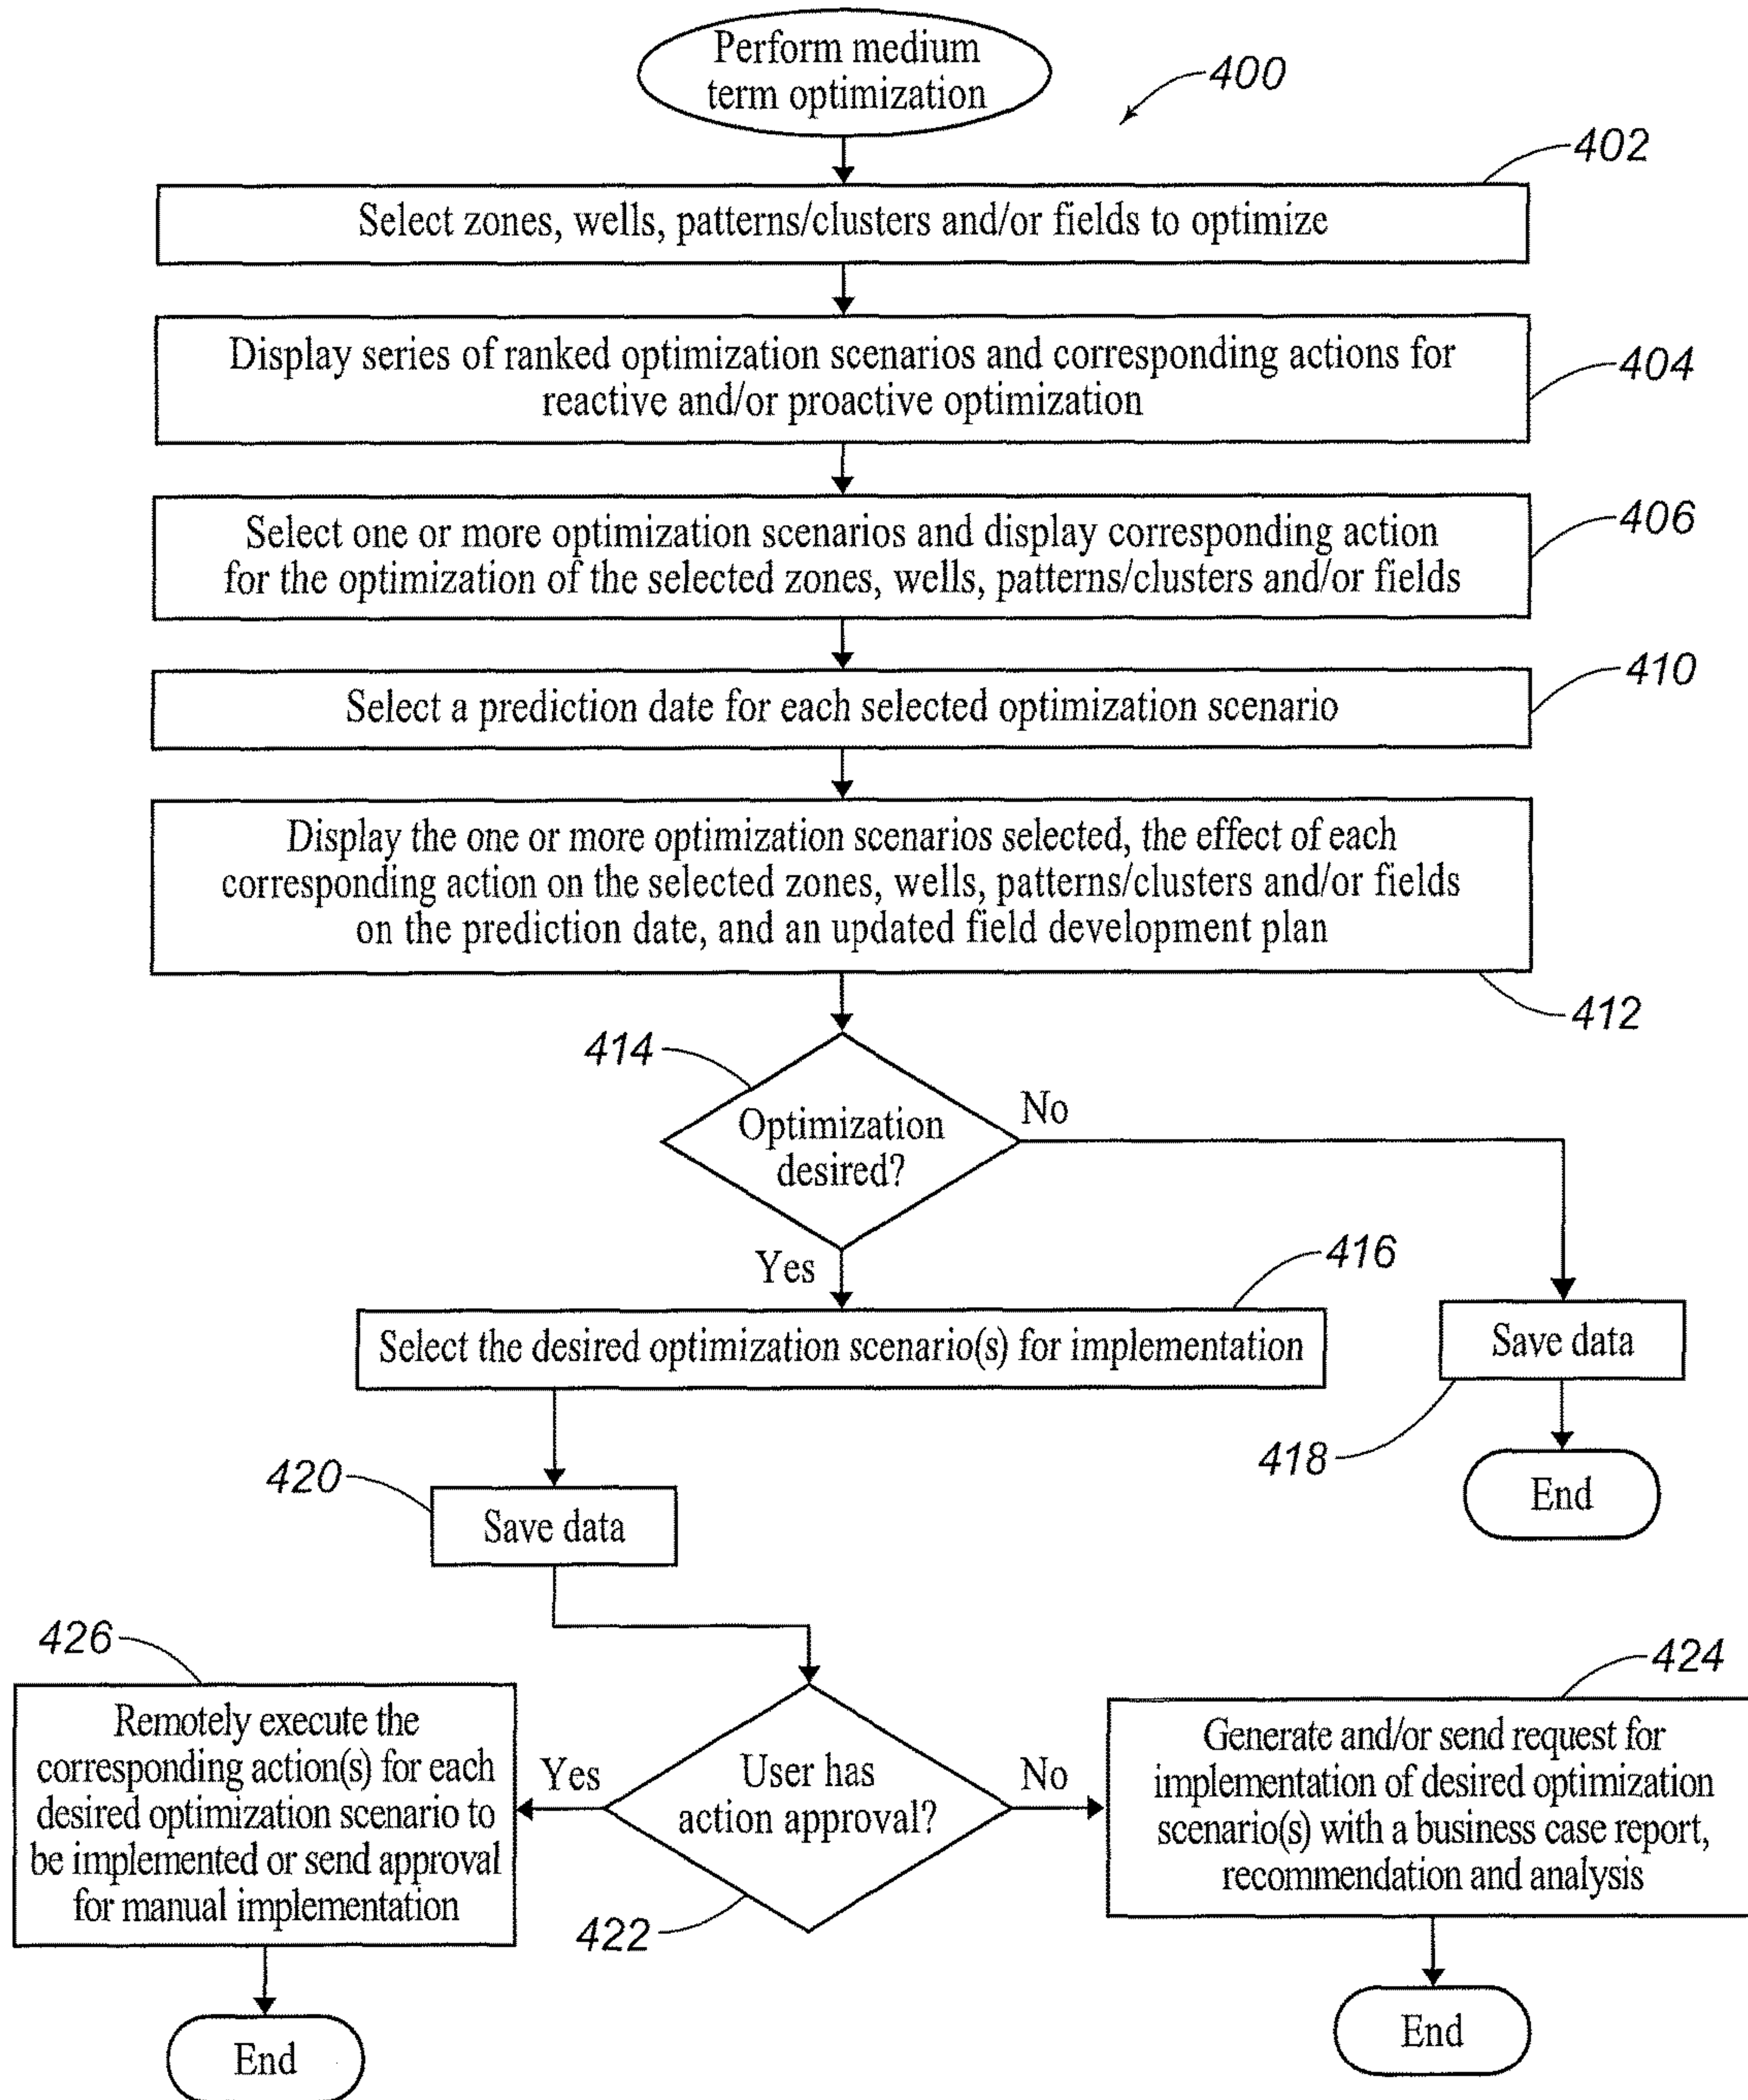 Perform medium
term optimization
400
402
Select zones, wells, patterns/clusters and/or fields to optimize
Display series of ranked optimization scenarios and corresponding actions for
reactive and/or proactive optimization
404
Select one or more optimization scenarios and display corresponding action
for the optimization of the selected zones, wells, patterns/clusters and/or fields
406
Select a prediction date for each selected optimization scenario
410
Display the one or more optimization scenarios selected, the effect of each
corresponding action on the selected zones, wells, patterns/clusters and/or fields
on the prediction date, and an updated field development plan
412
414
Optimization
desired?
No
Yes
416
Select the desired optimization scenario(s) for implementation
Save data
418
End
420
Save data
426
Remotely execute the
corresponding action(s) for each
desired optimization scenario to
be implemented or send approval
for manual implementation
Yes
User has
action approval?
No
422
424
Generate and/or send request for
implementation of desired optimization
scenario(s) with a business case report,
recommendation and analysis
End
End